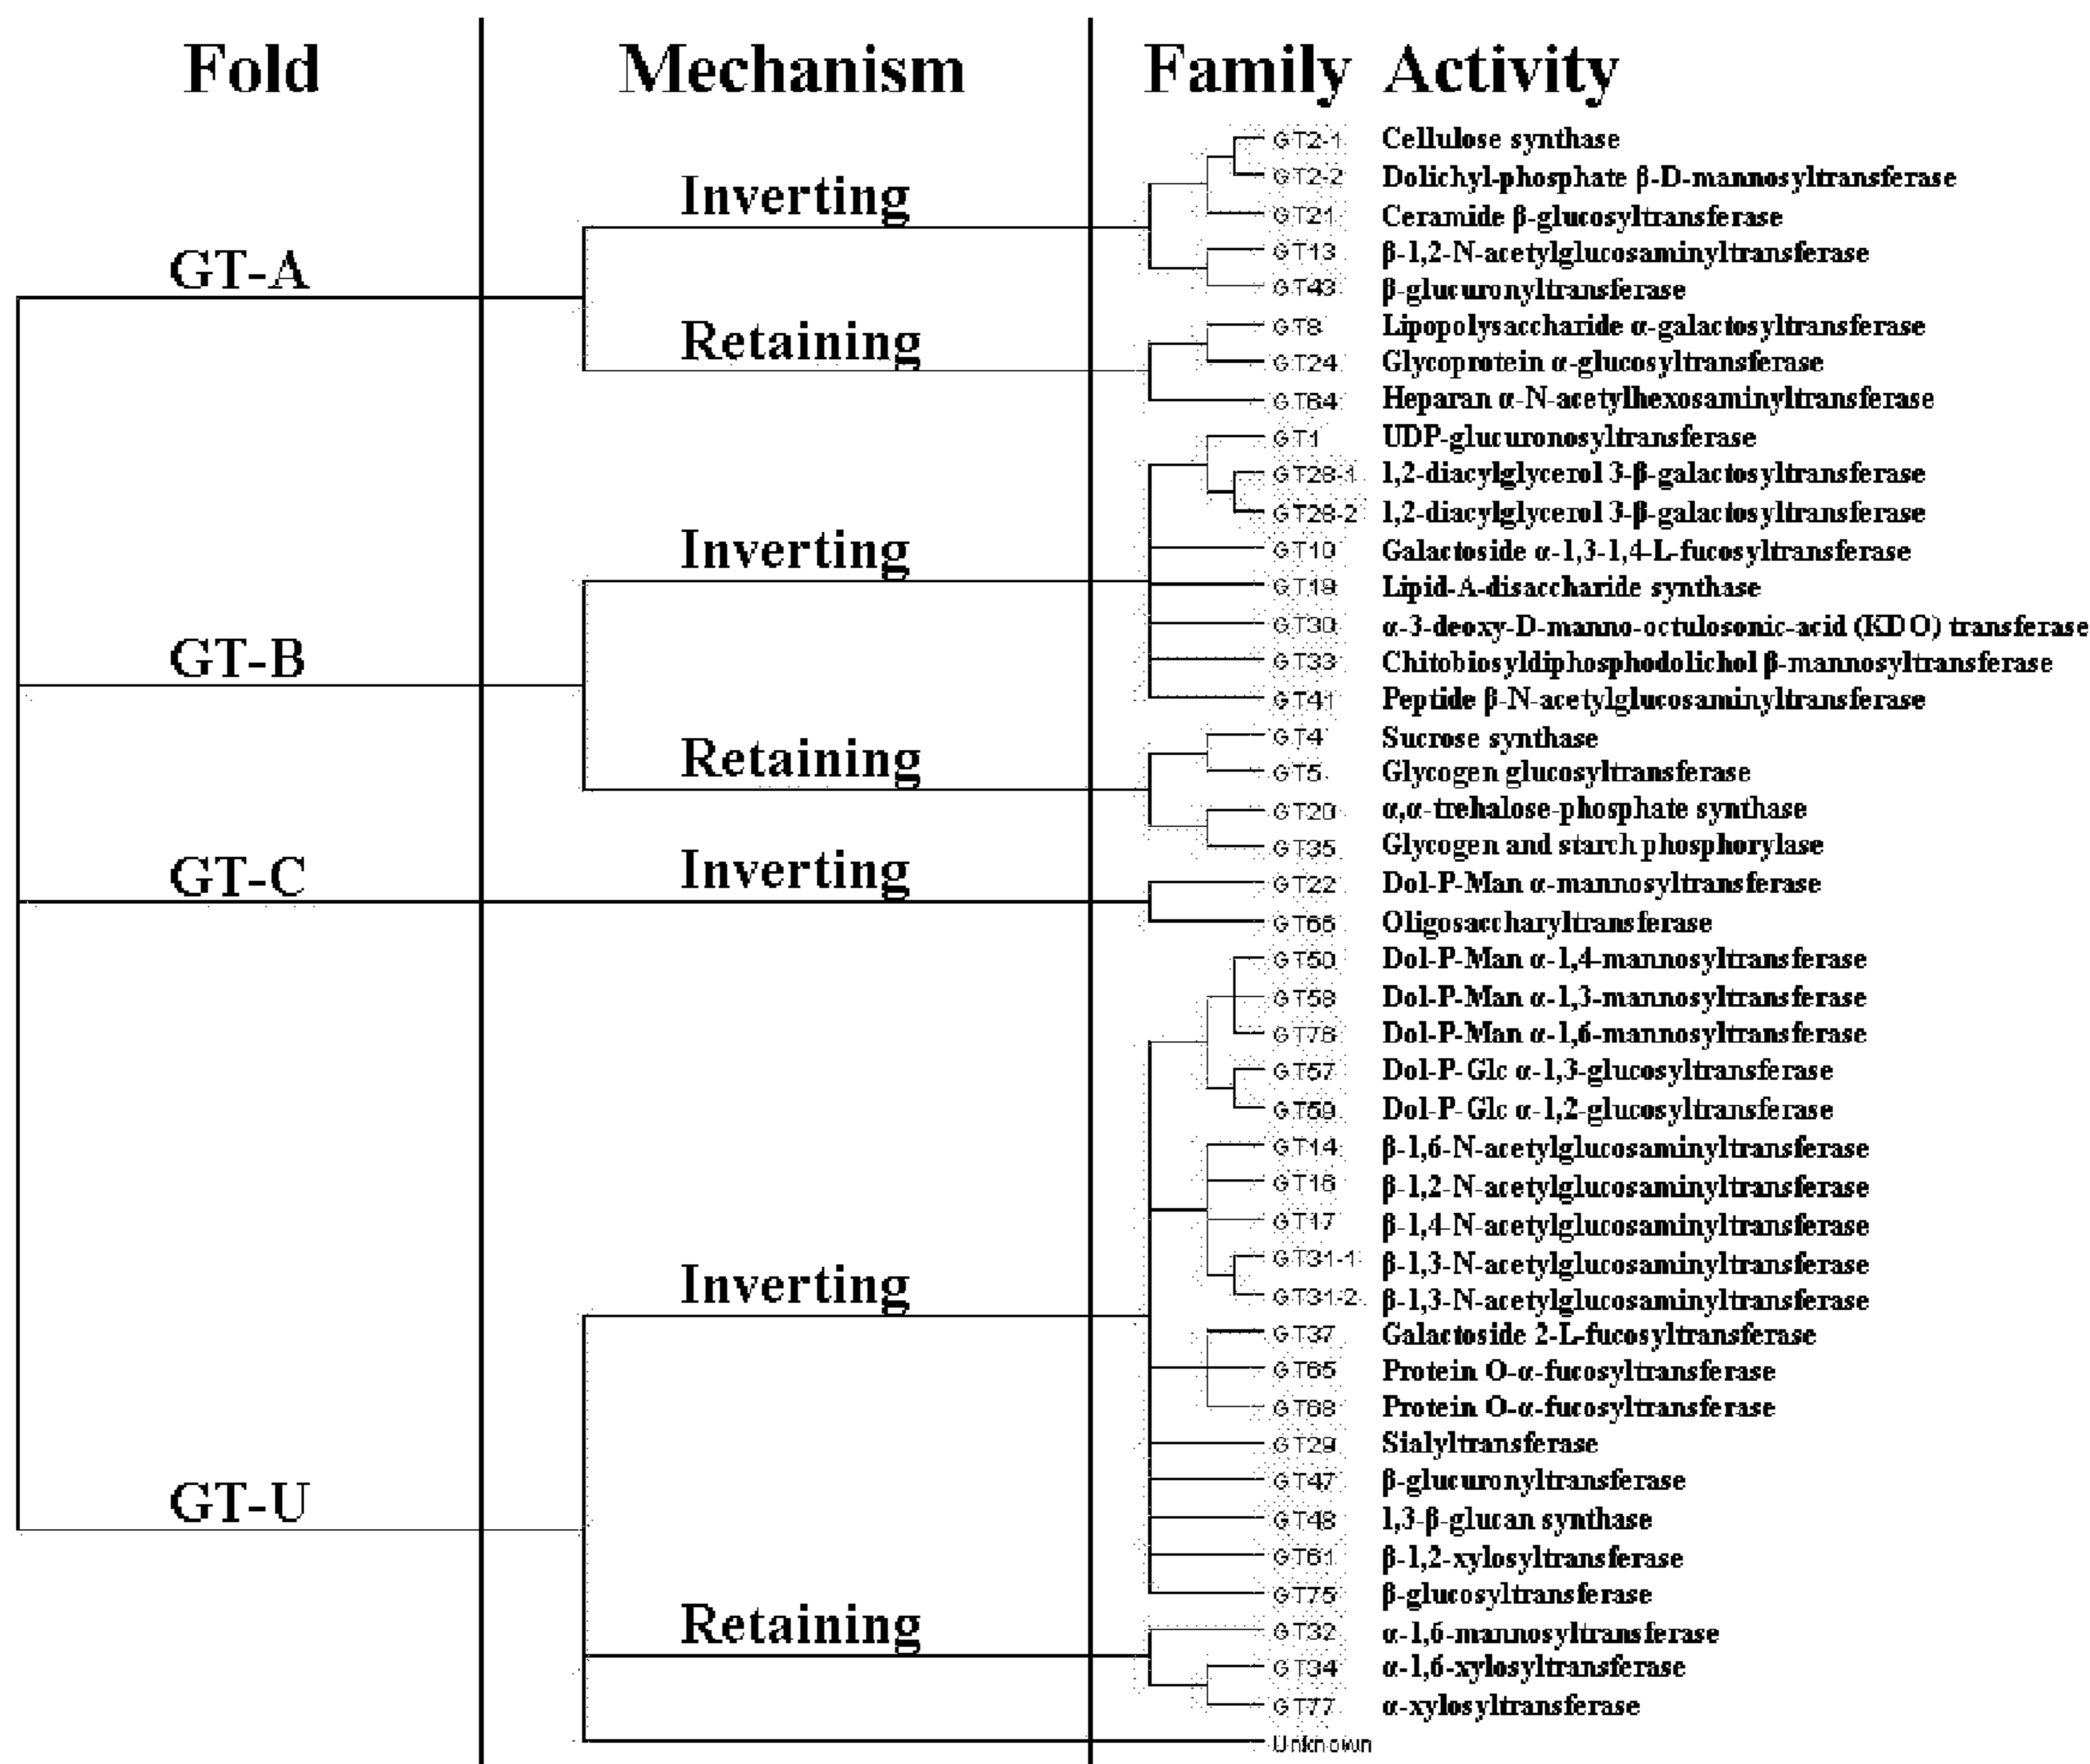 Fold Mechanism Family Activity
GT2-1 Cellulose synthase
GT2-2 Dolichyl-phosphate β-D-mannosyltransferase
Inverting
GT21 Ceramide β-glucosyltransferase
GT13 β-1,2-N-acetylglucosaminyltransferase
GT-A
GT43 β-glucuronyltransferase
GT8 Lipopolysaccharide α-galactosyltransferase
Retaining
GT24 Glycoprotein α-glucosyltransferase
GT64 Heparan α-N-acetylhexosaminyltransferase
GT1 UDP-glucuronosyltransferase
GT28-1 1,2-diacylglycerol 3-β-galactosyltransferase
GT28-2 1,2-diacylglycerol 3-β-galactosyltransferase
Inverting
GT10 Galactoside α-1,3-1,4-L-fucosyltransferase
GT19 Lipid-A-disaccharide synthase
GT30 α-3-deoxy-D-manno-octulosonic-acid (KDO) transferase
GT-B
GT33 Chitobiosyldiphosphodolichol β-mannosyltransferase
GT41 Peptide β-N-acetylglucosaminyltransferase
GT4 Sucrose synthase
Retaining
GT5 Glycogen glucosyltransferase
GT20 α,α-trehalose-phosphate synthase
GT35 Glycogen and starch phosphorylase
GT-C Inverting
GT22 Dol-P-Man α-mannosyltransferase
GT66 Oligosaccharyltransferase
GT50 Dol-P-Man α-1,4-mannosyltransferase
GT58 Dol-P-Man α-1,3-mannosyltransferase
GT76 Dol-P-Man α-1,6-mannosyltransferase
GT57 Dol-P-Glc α-1,3-glucosyltransferase
GT59 Dol-P-Glc α-1,2-glucosyltransferase
GT14 β-1,6-N-acetylglucosaminyltransferase
GT16 β-1,2-N-acetylglucosaminyltransferase
GT17 β-1,4-N-acetylglucosaminyltransferase
GT31-1 β-1,3-N-acetylglucosaminyltransferase
Inverting
GT31-2 β-1,3-N-acetylglucosaminyltransferase
GT37 Galactoside 2-L-fucosyltransferase
GT65 Protein O-α-fucosyltransferase
GT68 Protein O-α-fucosyltransferase
GT29 Sialyltransferase
GT47 β-glucuronyltransferase
GT-U
GT48 1,3-β-glucan synthase
GT61 β-1,2-xylosyltransferase
GT75 β-glucosyltransferase
Retaining
GT32 α-1,6-mannosyltransferase
GT34 α-1,6-xylosyltransferase
GT77 α-xylosyltransferase
Unknown